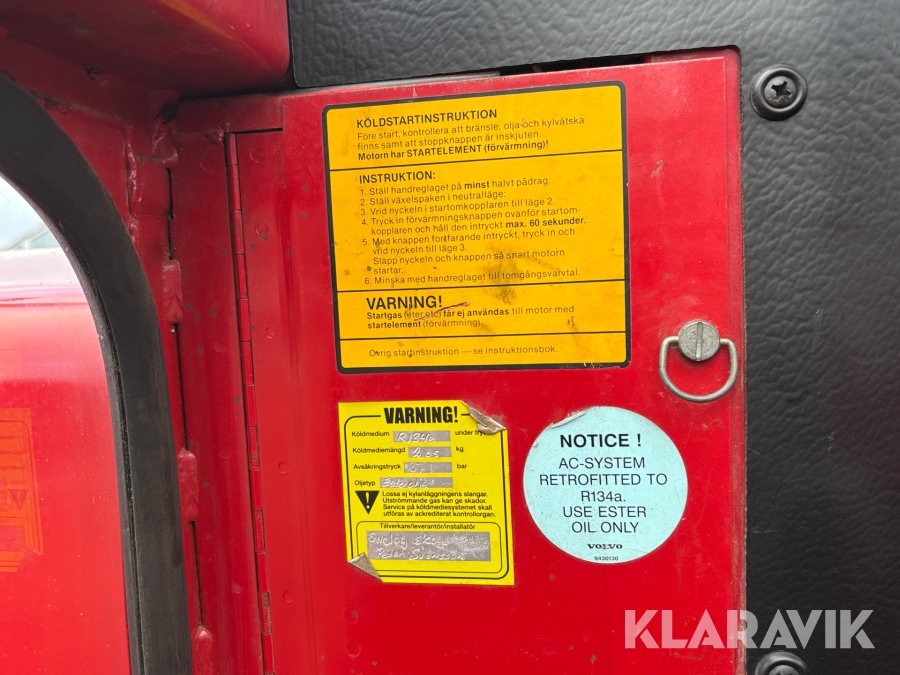 KÖLDSTARTINSTRUKTION
Före start, kontrollera att bränsle, olja och kylvätska
finns samt att stoppknappen är inskjuten.
Motorn har STARTELEMENT (förvärmning)!
INSTRUKTION:
1. Ställ handreglaget på minst halvt pådrag.
2. Ställ växelspaken i neutralläge:
3. Vrid nyckeln i startomkopplaren till läge 2.
4. Tryck in förvärmningsknappen ovanför startom-
kopplaren och håll den intryckt max. 60 sekunder.
5. Med knappen fortfarande intryckt, tryck in och
vrid nyckeln till läge 3.
Släpp nyckeln och knappen så snart motorn
startar.
6. Minska med handreglaget till tomgångsvarvtal.
VARNING!
Startgas (eter etc) får ej användas till motor med
startelement (förvärmning).
Övrig startinstruktion — se instruktionsbok.
VARNING!
Köldmedium R134a under
Köldmediemängd 2,05 kg
Avsäkringstryck bar
Oljetyp
Lossa ej kylanläggningens slangar.
Utströmmande gas kan ge skador.
Service på köldmediesystemet skall
utföras av ackrediterat kontrollorgan.
Tillverkare/leverantör/installatör
Peter Svensson
NOTICE !
AC-SYSTEM
RETROFITTED TO
R134a.
USE ESTER
OIL ONLY
VOLVO
9430130
KLARAVIK